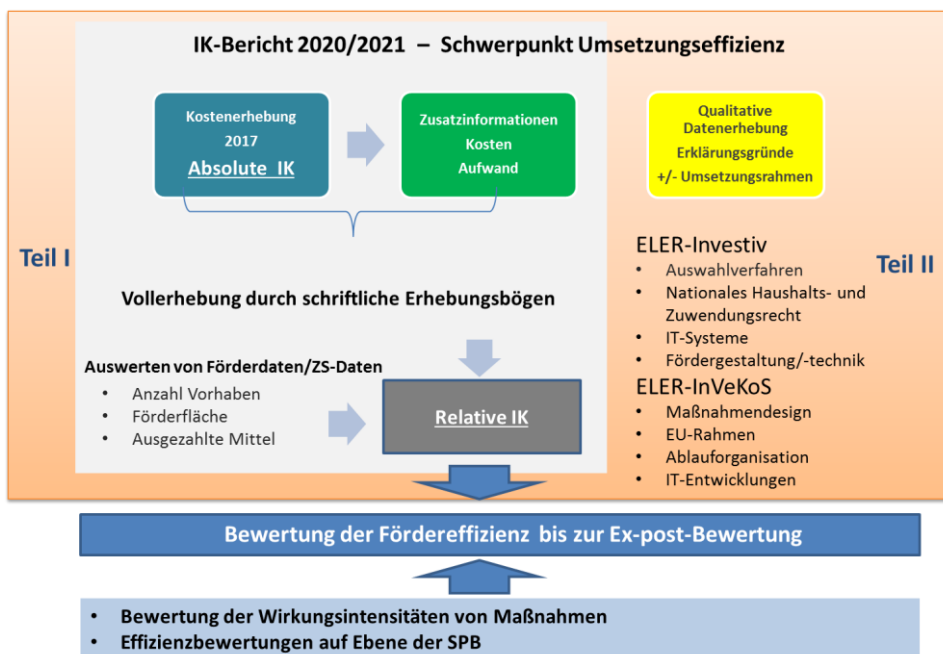 IK-Bericht 2020/2021 – Schwerpunkt Umsetzungseffizienz
Kostenerhebung
2017
Absolute IK
Zusatzinformationen
Kosten
Aufwand
Qualitative
Datenerhebung
Erklärungsgründe
+/- Umsetzungsrahmen
Teil I
Teil II
Vollerhebung durch schriftliche Erhebungsbögen
Auswerten von Förderdaten/ZS-Daten
• Anzahl Vorhaben
• Förderfläche
• Ausgezahlte Mittel
Relative IK
ELER-Investiv
• Auswahlverfahren
• Nationales Haushalts- und
Zuwendungsrecht
• IT-Systeme
• Fördergestaltung/-technik
ELER-InVeKoS
• Maßnahmendesign
• EU-Rahmen
• Ablauforganisation
• IT-Entwicklungen
Bewertung der Fördereffizienz bis zur Ex-post-Bewertung
• Bewertung der Wirkungsintensitäten von Maßnahmen
• Effizienzbewertungen auf Ebene der SPB